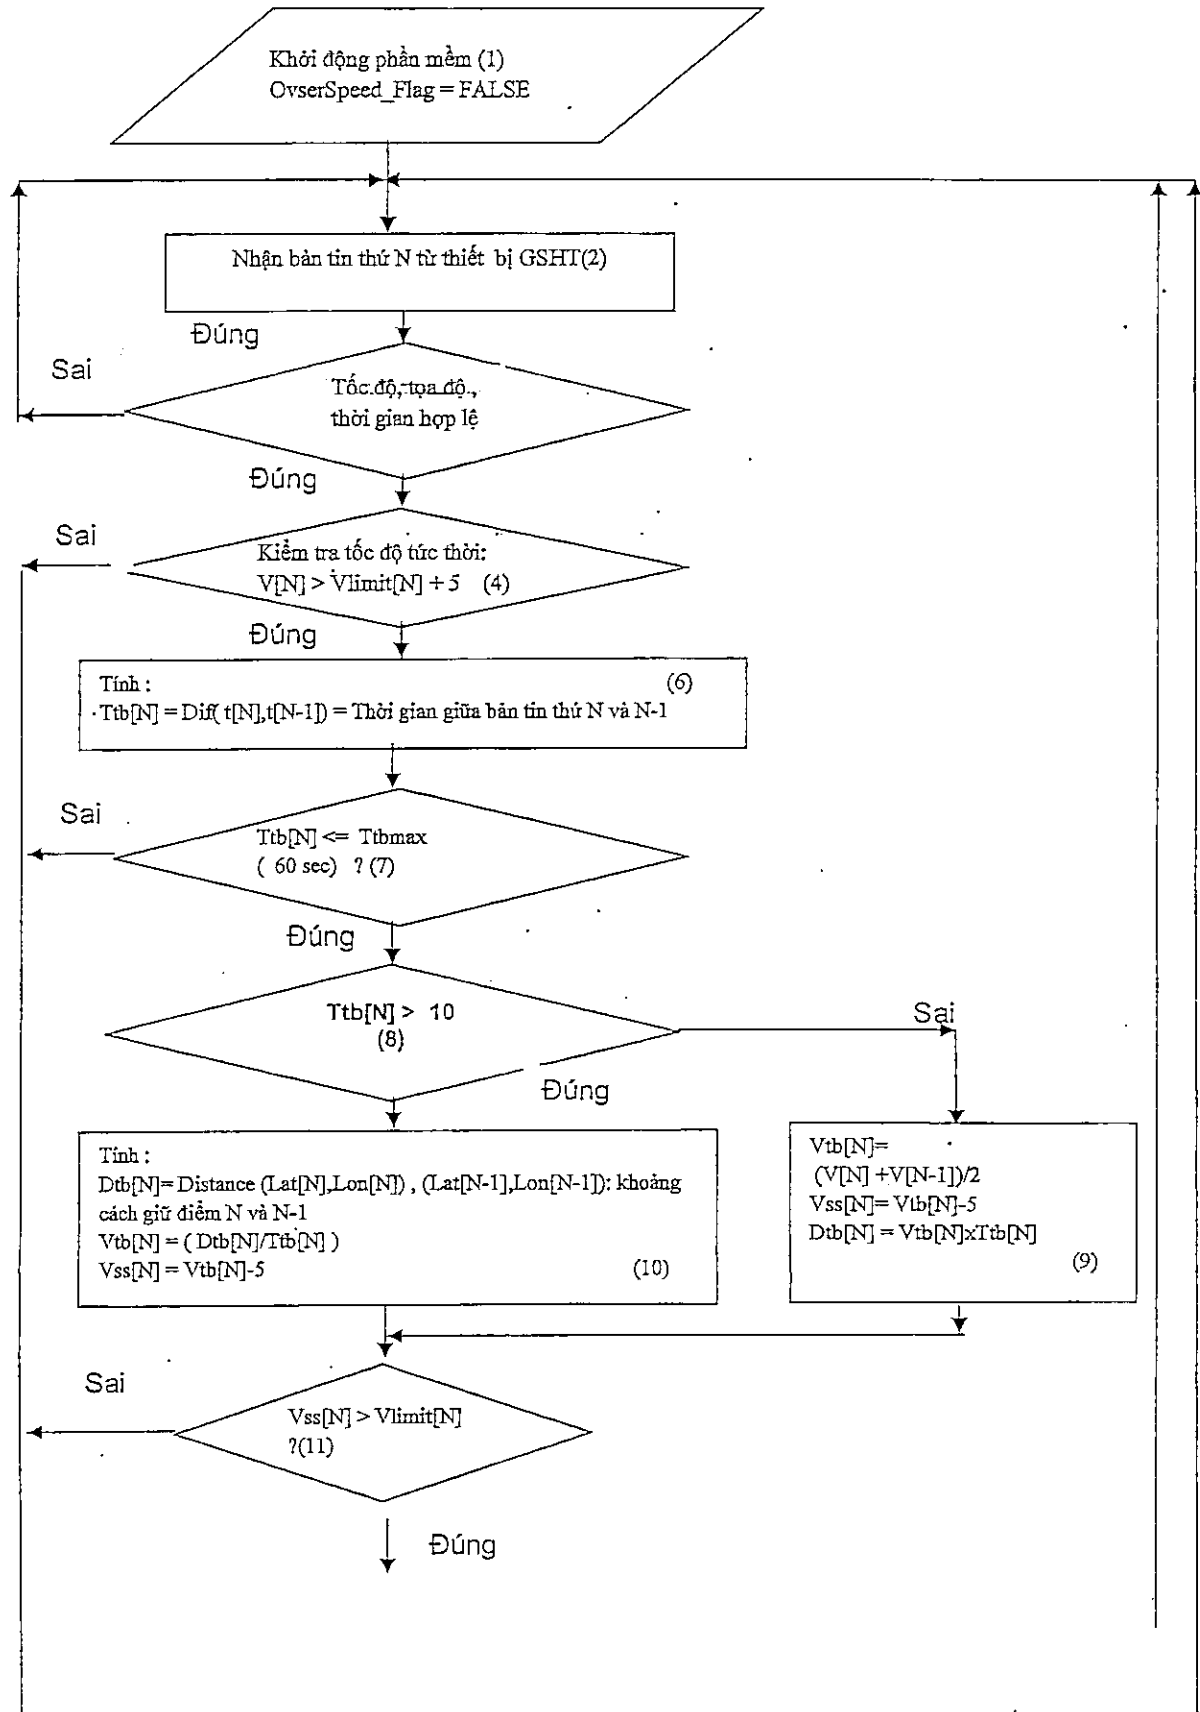 Khởi động phần mềm (1)
OvserSpeed_Flag = FALSE
Nhận bản tin thứ N từ thiết bị GSHT(2)
Đúng
Sai
Tốc độ, tọa độ,
thời gian hợp lệ
Đúng
Sai
Kiểm tra tốc độ tức thời:
V[N] > Vlimit[N] + 5 (4)
Đúng
Tính : (6)
Ttb[N] = Dif( t[N],t[N-1]) = Thời gian giữa bản tin thứ N và N-1
Sai
Ttb[N] <= Ttbmax
( 60 sec) ? (7)
Đúng
Ttb[N] > 10
(8)
Sai
Đúng
Tính :
Dtb[N]= Distance (Lat[N],Lon[N]) , (Lat[N-1],Lon[N-1]): khoảng
cách giữ điểm N và N-1
Vtb[N] = ( Dtb[N]/Ttb[N] )
Vss[N] = Vtb[N]-5 (10)
Vtb[N]=
(V[N] +V[N-1])/2
Vss[N]= Vtb[N]-5
Dtb[N] = Vtb[N]xTtb[N]
(9)
Sai
Vss[N] > Vlimit[N]
?(11)
Đúng